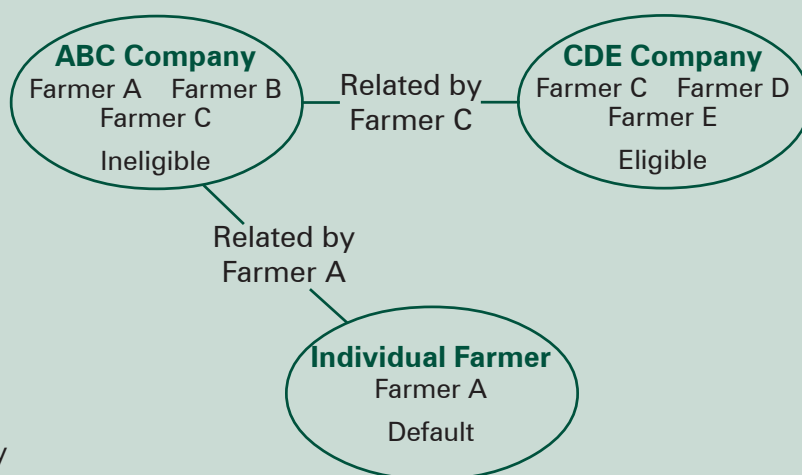 ABC Company
Farmer A Farmer B
Farmer C
Ineligible
Related by
Farmer C
CDE Company
Farmer C Farmer D
Farmer E
Eligible
Related by
Farmer A
Individual Farmer
Farmer A
Default
y